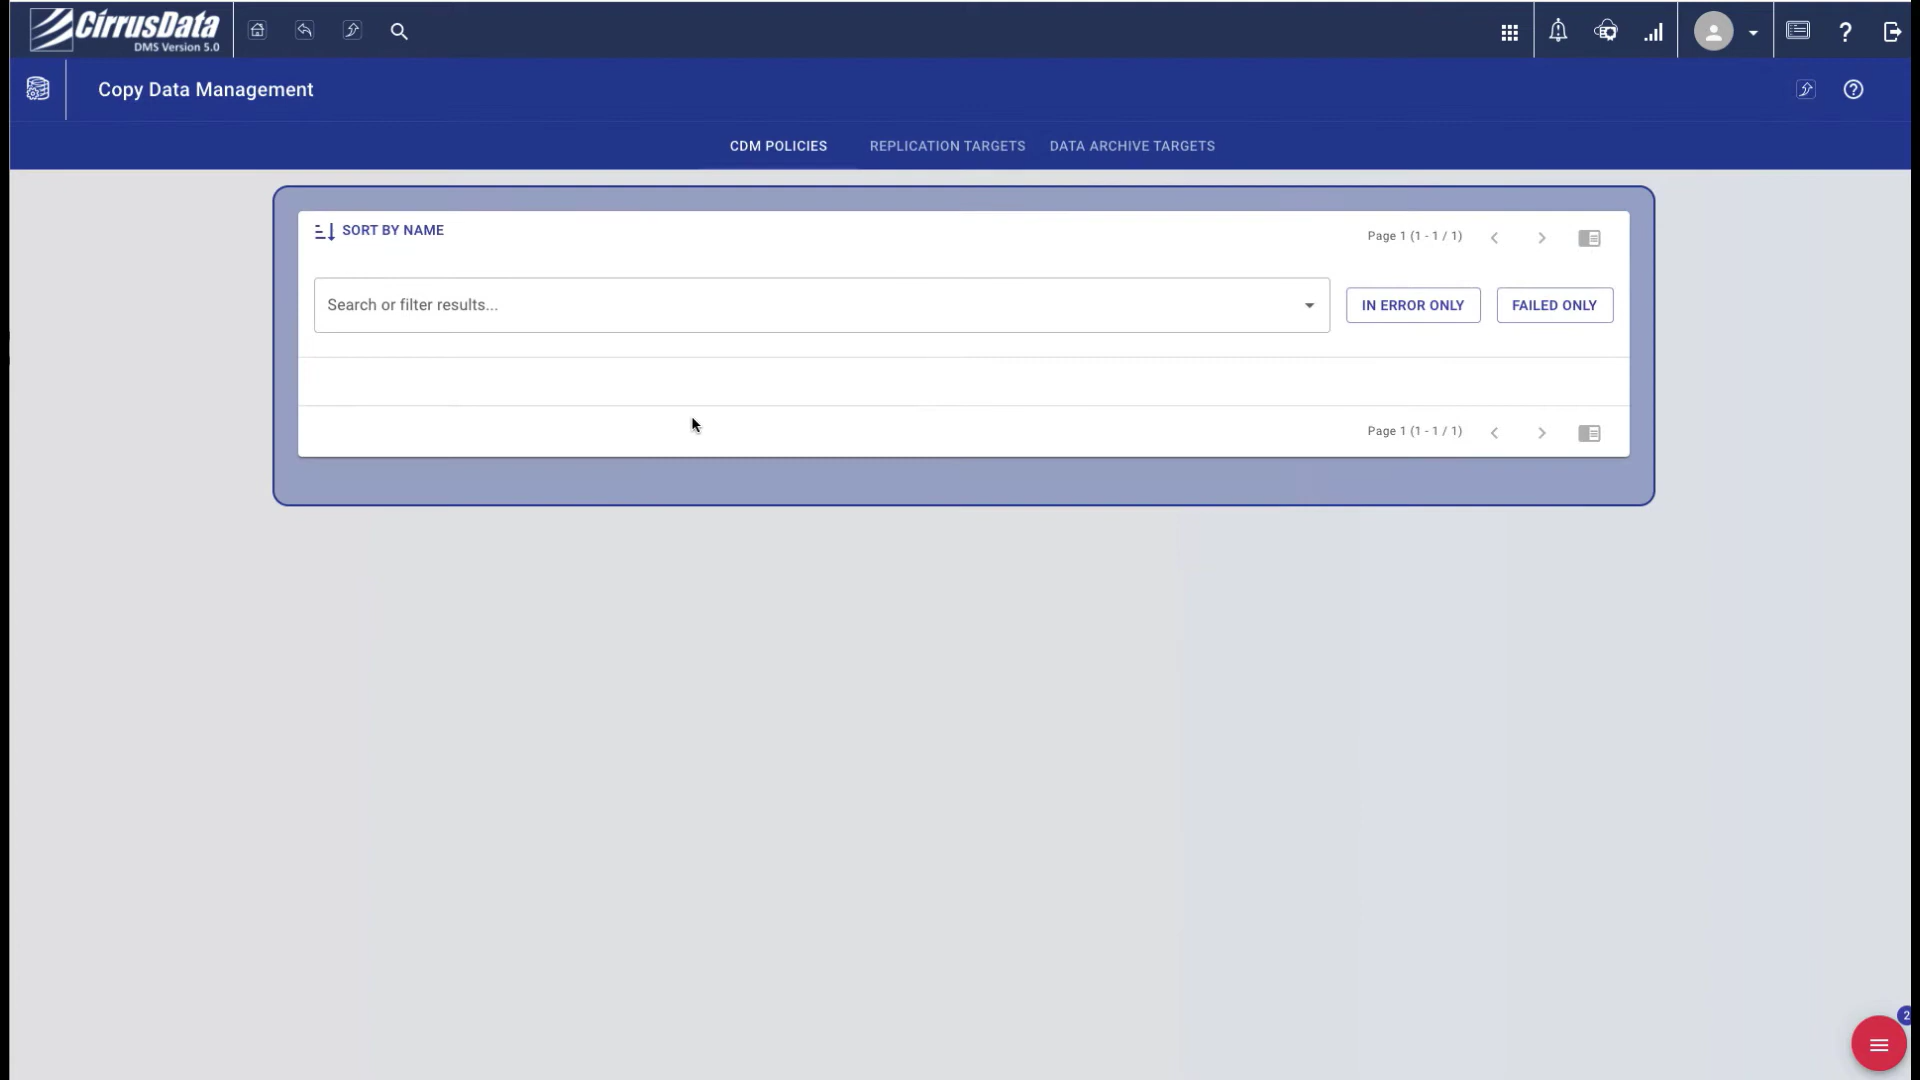 CirrusData
DMS Version 5.0
?
Copy Data Management
?
CDM POLICIES REPLICATION TARGETS DATA ARCHIVE TARGETS
SORT BY NAME
Page 1 (1 - 1 / 1)
Search or filter results...
IN ERROR ONLY
FAILED ONLY
Page 1 (1 - 1 / 1)
2